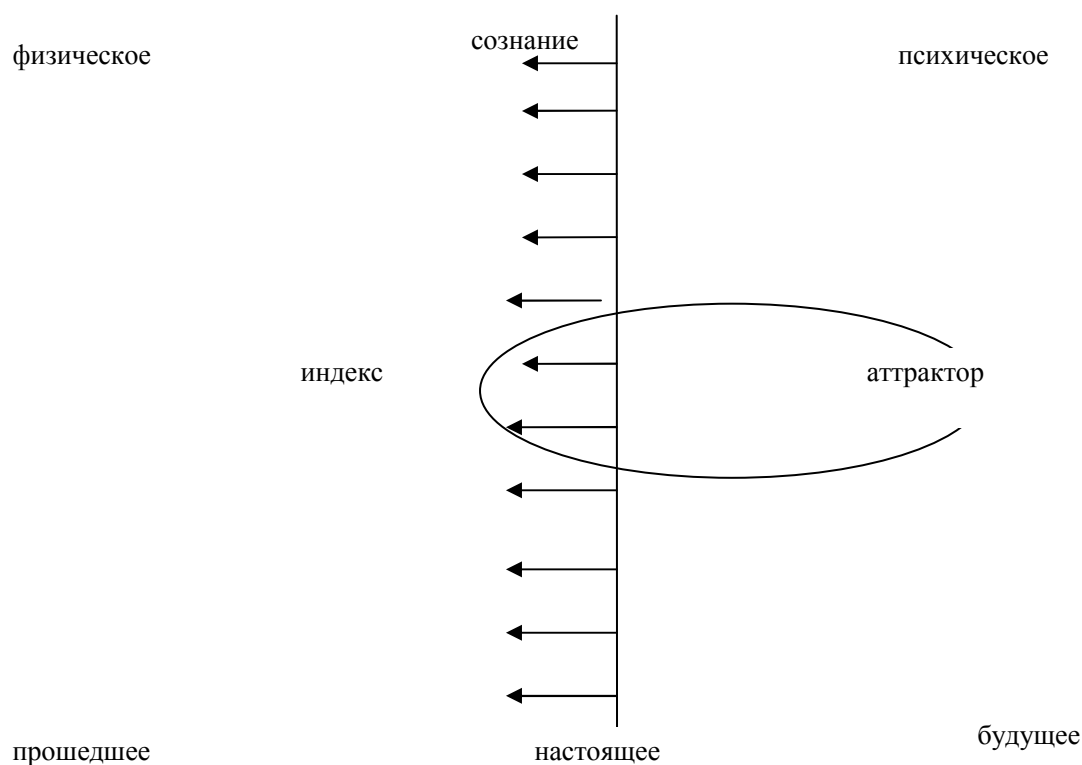 сознание
физическое
психическое
индекс
аттрактор
будущее
прошедшее
настоящее